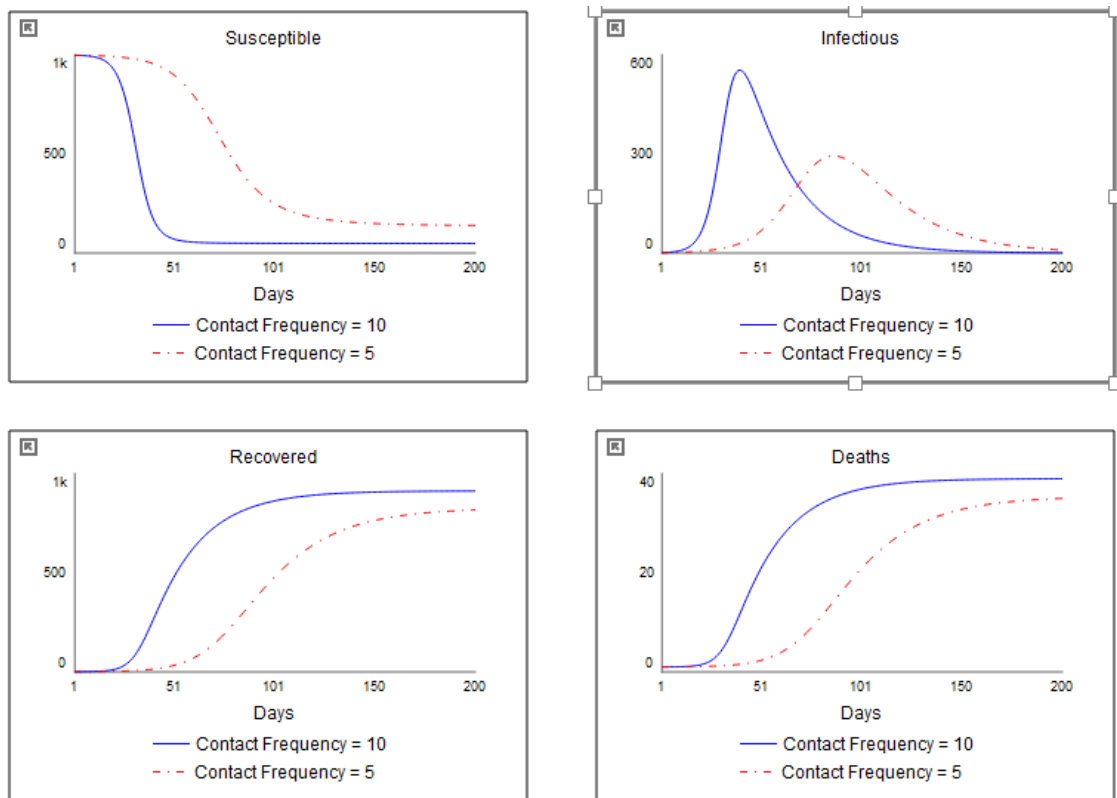 Susceptible
1k
500
0
1 51 101 150 200
Days
Contact Frequency = 10
Contact Frequency = 5
Infectious
600
300
0
1 51 101 150 200
Days
Contact Frequency = 10
Contact Frequency = 5
Recovered
1k
500
0
1 51 101 150 200
Days
Contact Frequency = 10
Contact Frequency = 5
Deaths
40
20
0
1 51 101 150 200
Days
Contact Frequency = 10
Contact Frequency = 5